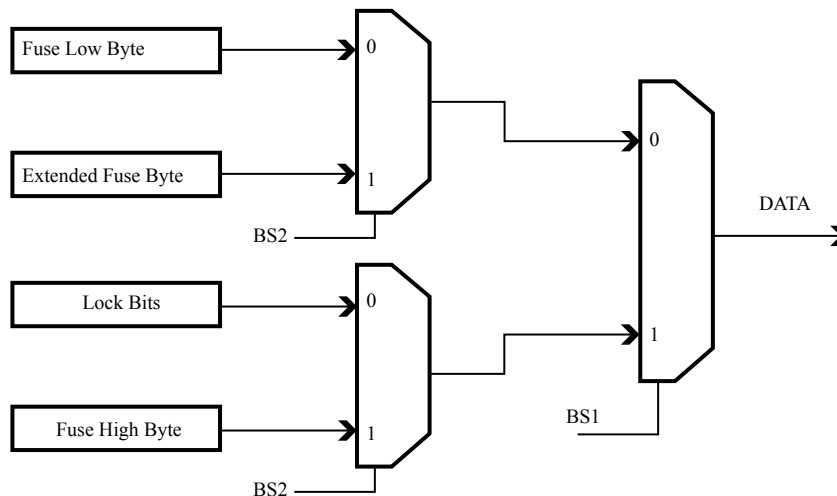 Fuse Low Byte
0
Extended Fuse Byte
1
BS2
0
DATA
Lock Bits
0
1
Fuse High Byte
1
BS1
BS2